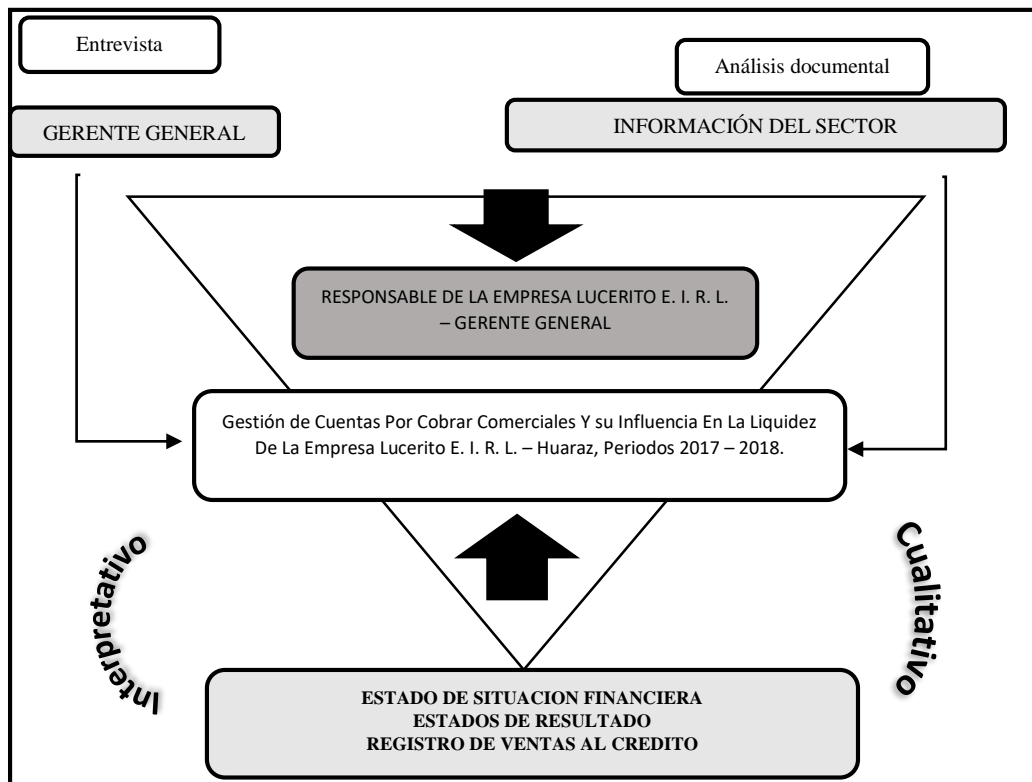 Entrevista
Análisis documental
GERENTE GENERAL
INFORMACIÓN DEL SECTOR
RESPONSABLE DE LA EMPRESA LUCERITO E. I. R. L.
– GERENTE GENERAL
Gestión de Cuentas Por Cobrar Comerciales Y su Influencia En La Liquidez
De La Empresa Lucerito E. I. R. L. – Huaraz, Periodos 2017 – 2018.
Interpretativo
Cualitativo
ESTADO DE SITUACION FINANCIERA
ESTADOS DE RESULTADO
REGISTRO DE VENTAS AL CREDITO